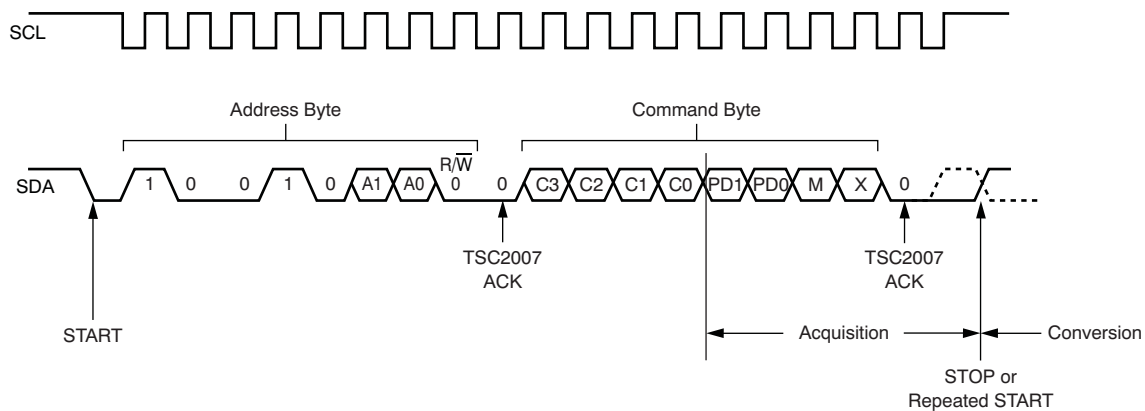 SCL
Address Byte
Command Byte
R/W
SDA
1 0 0 1 0 A1 A0 0 0 C3 C2 C1 C0 PD1 PD0 M X 0
TSC2007
ACK
TSC2007
ACK
START
Acquisition
Conversion
STOP or
Repeated START